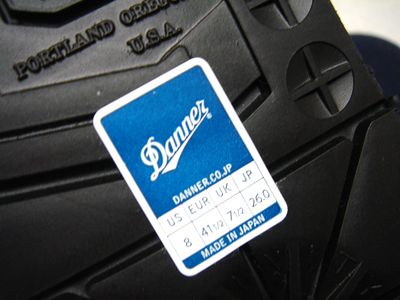 PORTLAND OREGON
U.S.A.
Danner®
DANNER.CO.JP
US EUR UK JP
8 41 1/2 7 1/2 26.0
MADE IN JAPAN